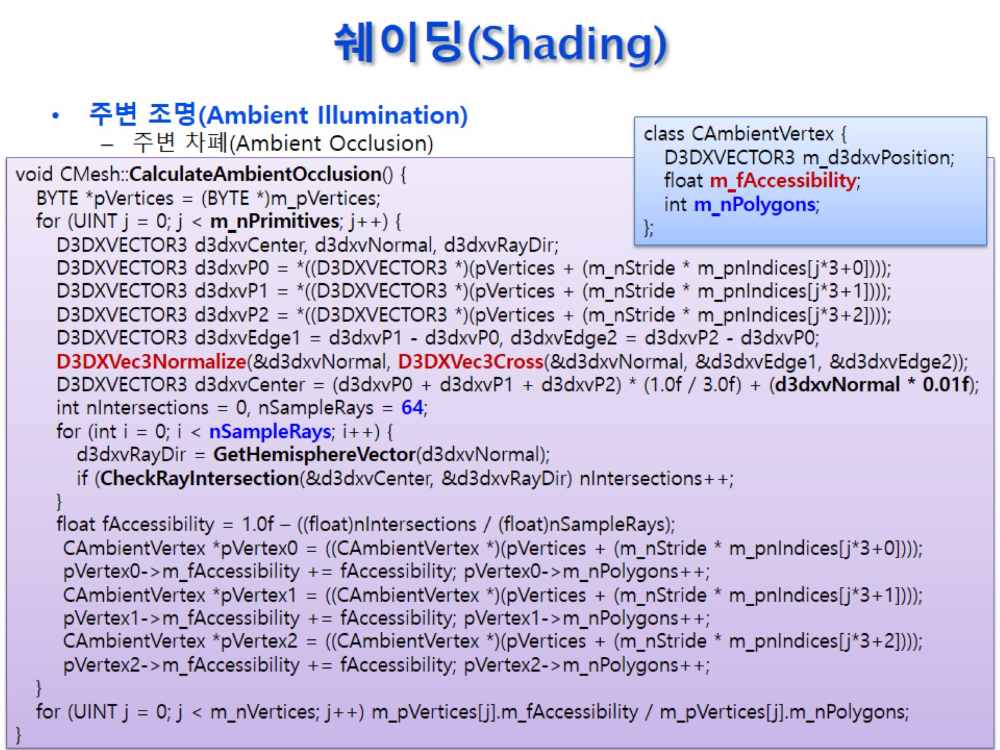 쉐이딩(Shading)
• 주변 조명(Ambient Illumination)
– 주변 차폐(Ambient Occlusion)
class CAmbientVertex {
D3DXVECTOR3 m_d3dxvPosition;
float m_fAccessibility;
int m_nPolygons;
};
void CMesh::CalculateAmbientOcclusion() {
BYTE *pVertices = (BYTE *)m_pVertices;
for (UINT j = 0; j < m_nPrimitives; j++) {
D3DXVECTOR3 d3dxvCenter, d3dxvNormal, d3dxvRayDir;
D3DXVECTOR3 d3dxvP0 = *((D3DXVECTOR3 *)(pVertices + (m_nStride * m_pnIndices[j*3+0])));
D3DXVECTOR3 d3dxvP1 = *((D3DXVECTOR3 *)(pVertices + (m_nStride * m_pnIndices[j*3+1])));
D3DXVECTOR3 d3dxvP2 = *((D3DXVECTOR3 *)(pVertices + (m_nStride * m_pnIndices[j*3+2])));
D3DXVECTOR3 d3dxvEdge1 = d3dxvP1 - d3dxvP0, d3dxvEdge2 = d3dxvP2 - d3dxvP0;
D3DXVec3Normalize(&d3dxvNormal, D3DXVec3Cross(&d3dxvNormal, &d3dxvEdge1, &d3dxvEdge2));
D3DXVECTOR3 d3dxvCenter = (d3dxvP0 + d3dxvP1 + d3dxvP2) * (1.0f / 3.0f) + (d3dxvNormal * 0.01f);
int nIntersections = 0, nSampleRays = 64;
for (int i = 0; i < nSampleRays; i++) {
d3dxvRayDir = GetHemisphereVector(d3dxvNormal);
if (CheckRayIntersection(&d3dxvCenter, &d3dxvRayDir) nIntersections++;
}
float fAccessibility = 1.0f – ((float)nIntersections / (float)nSampleRays);
CAmbientVertex *pVertex0 = ((CAmbientVertex *)(pVertices + (m_nStride * m_pnIndices[j*3+0])));
pVertex0->m_fAccessibility += fAccessibility; pVertex0->m_nPolygons++;
CAmbientVertex *pVertex1 = ((CAmbientVertex *)(pVertices + (m_nStride * m_pnIndices[j*3+1])));
pVertex1->m_fAccessibility += fAccessibility; pVertex1->m_nPolygons++;
CAmbientVertex *pVertex2 = ((CAmbientVertex *)(pVertices + (m_nStride * m_pnIndices[j*3+2])));
pVertex2->m_fAccessibility += fAccessibility; pVertex2->m_nPolygons++;
}
for (UINT j = 0; j < m_nVertices; j++) m_pVertices[j].m_fAccessibility / m_pVertices[j].m_nPolygons;
}